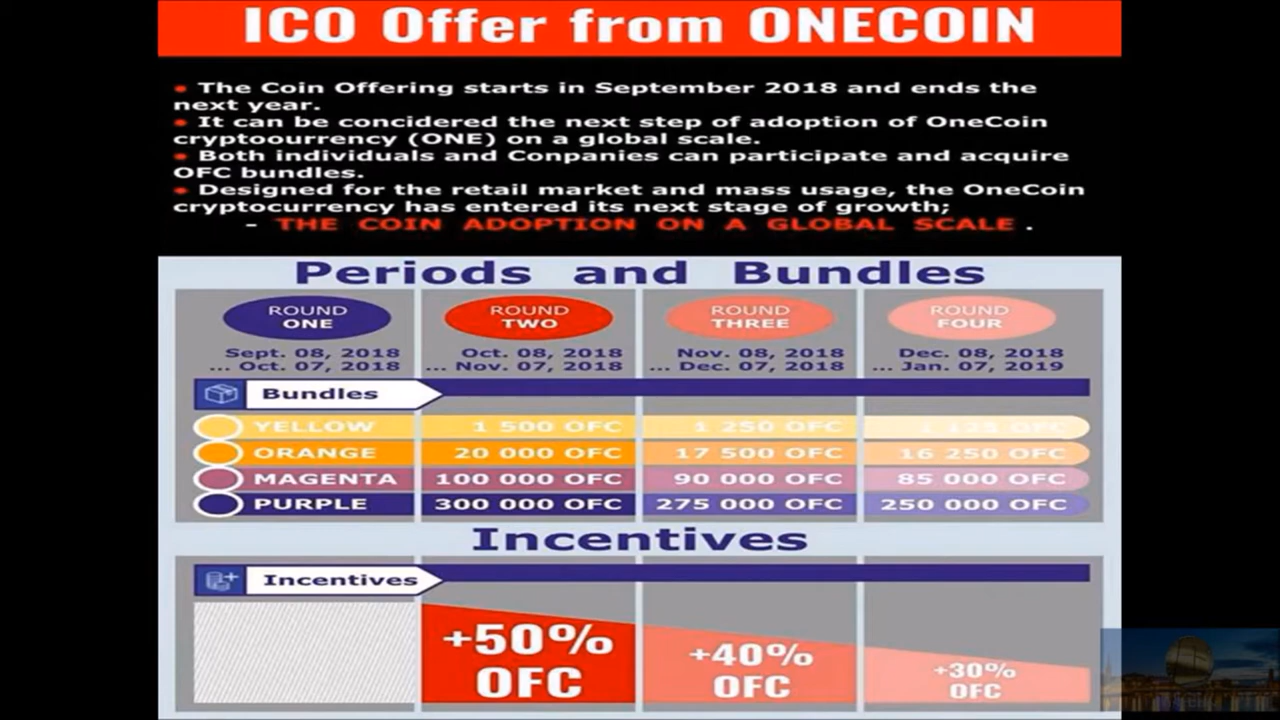 ICO Offer from ONECOIN
• The Coin Offering starts in September 2018 and ends the
next year.
• It can be concidered the next step of adoption of OneCoin
cryptoourrency (ONE) on a global scale.
• Both individuals and Conpanies can participate and acquire
OFC bundles.
• Designed for the retail market and mass usage, the OneCoin
cryptocurrency has entered its next stage of growth;
- THE COIN ADOPTION ON A GLOBAL SCALE .
Periods and Bundles
ROUND ONE
ROUND TWO
ROUND THREE
ROUND FOUR
Sept. 08, 2018 Oct. 08, 2018 Nov. 08, 2018 Dec. 08, 2018
... Oct. 07, 2018 ... Nov. 07, 2018 ... Dec. 07, 2018 ... Jan. 07, 2019
Bundles
YELLOW 1 500 OFC 1 250 OFC 1 125 OFC
ORANGE 20 000 OFC 17 500 OFC 16 250 OFC
MAGENTA 100 000 OFC 90 000 OFC 85 000 OFC
PURPLE 300 000 OFC 275 000 OFC 250 000 OFC
Incentives
Incentives
+50% OFC
+40% OFC
+30% OFC